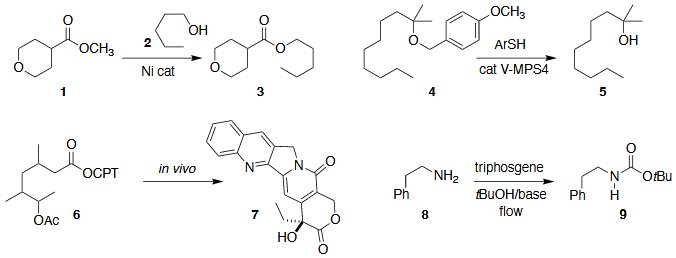 O
OCH₃
O
1
2
OH
Ni cat
O
O
O
3
OCH₃
O
4
ArSH
cat V-MPS4
OH
5
O
OCPT
OAc
6
in vivo
7
N
N
O
O
HO
O
NH₂
Ph
8
triphosgene
tBuOH/base
flow
O
N
H
OtBu
Ph
9